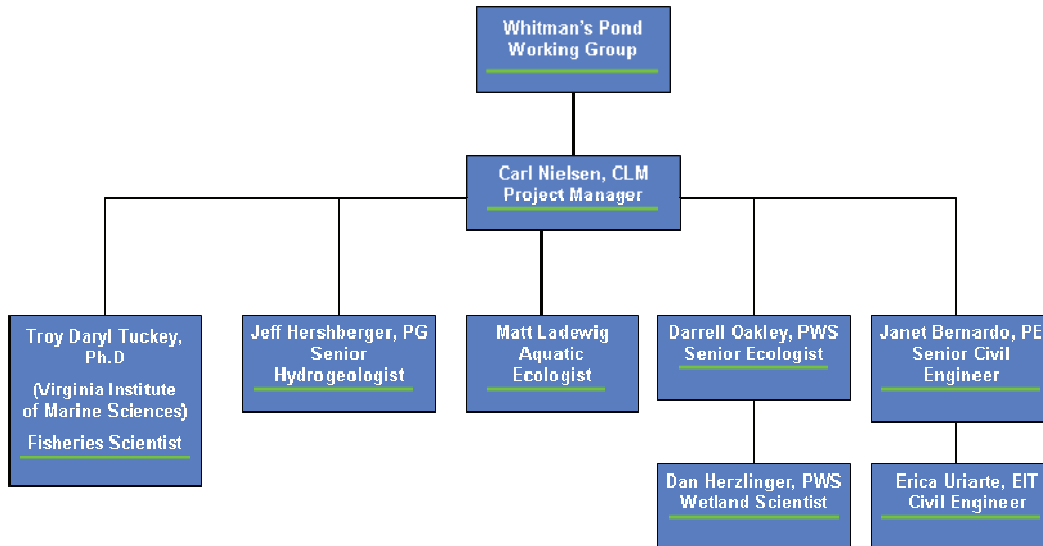 Whitman's Pond
Working Group
Carl Nielsen, CLM
Project Manager
Troy Daryl Tuckey,
Ph.D
(Virginia Institute
of Marine Sciences)
Fisheries Scientist
Jeff Hershberger, PG
Senior
Hydrogeologist
Matt Ladewig
Aquatic
Ecologist
Darrell Oakley, PWS
Senior Ecologist
Janet Bernardo, PE
Senior Civil
Engineer
Dan Herzlinger, PWS
Wetland Scientist
Erica Uriarte, EIT
Civil Engineer